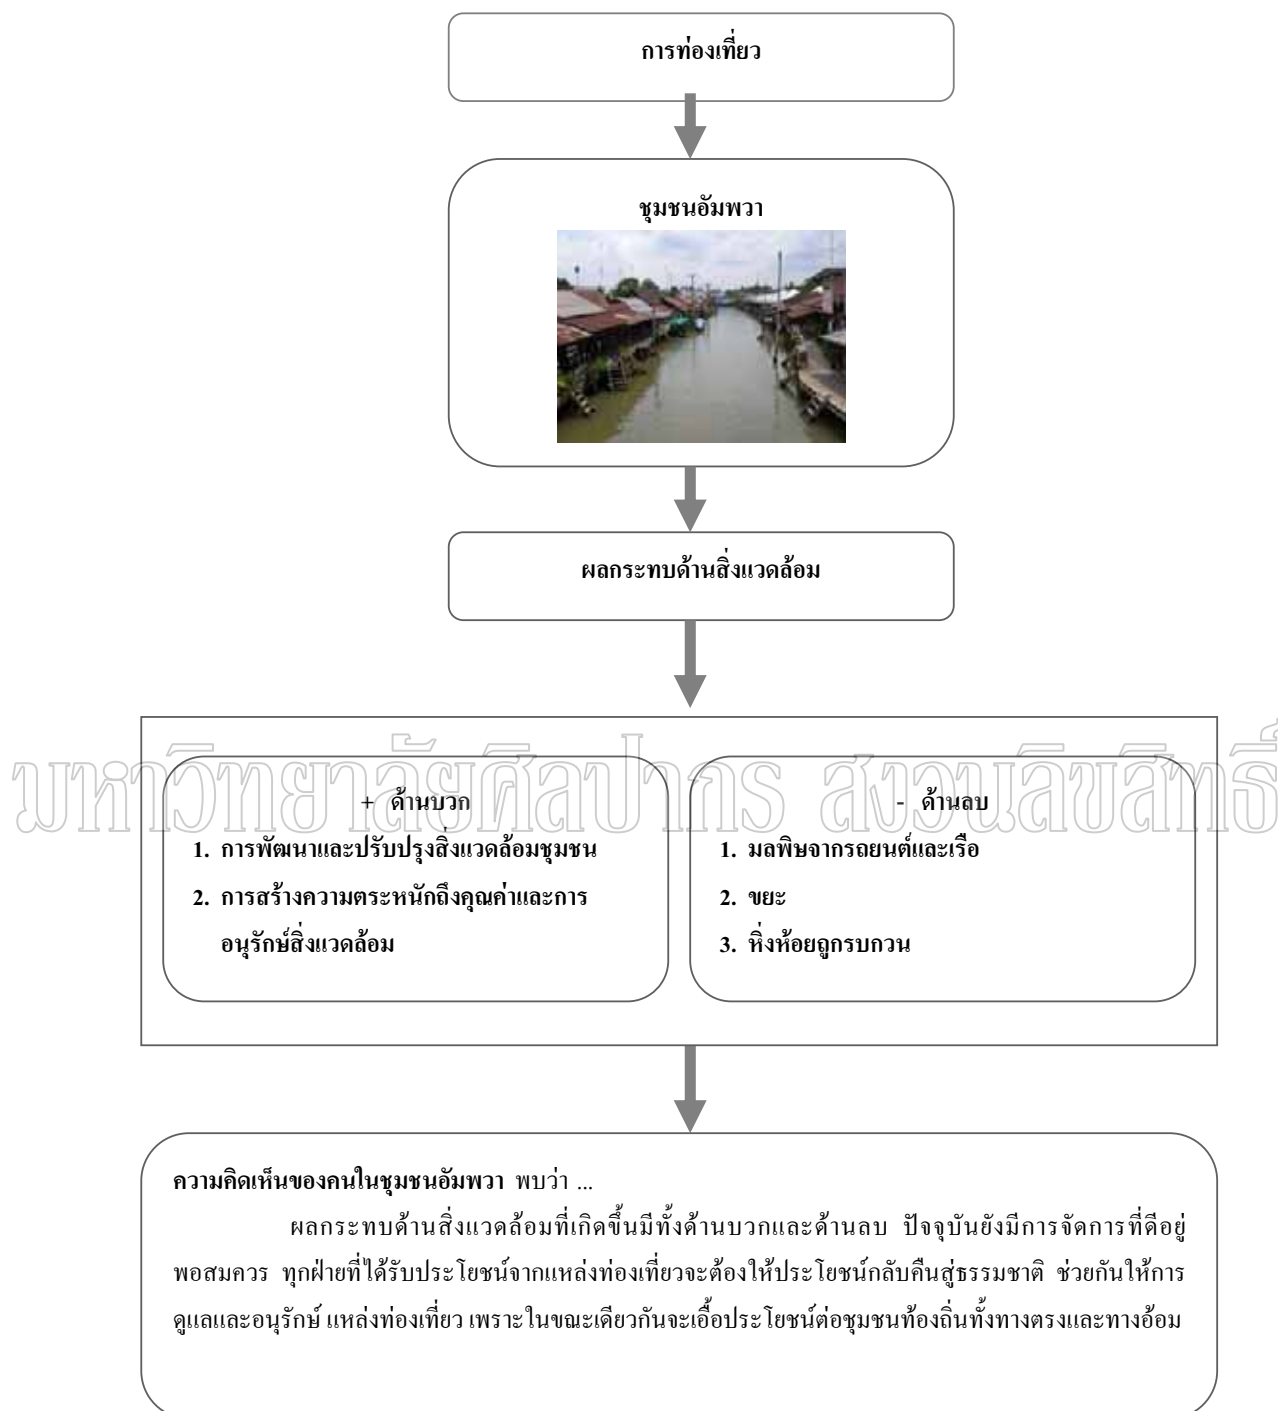 การท่องเที่ยว
ชุมชนอัมพวา
ผลกระทบด้านสิ่งแวดล้อม
มหาวิทยาลัยศิลปากร สงวนลิขสิทธิ์
+ ด้านบวก
1. การพัฒนาและปรับปรุงสิ่งแวดล้อมชุมชน
2. การสร้างความตระหนักถึงคุณค่าและการ
อนุรักษ์สิ่งแวดล้อม
- ด้านลบ
1. มลพิษจากรถยนต์และเรือ
2. ขยะ
3. หิ่งห้อยถูกรบกวน
ความคิดเห็นของคนในชุมชนอัมพวา พบว่า ...
ผลกระทบด้านสิ่งแวดล้อมที่เกิดขึ้นมีทั้งด้านบวกและด้านลบ ปัจจุบันยังมีการจัดการที่ดีอยู่
พอสมควร ทุกฝ่ายที่ได้รับประโยชน์จากแหล่งท่องเที่ยวจะต้องให้ประโยชน์กลับคืนสู่ธรรมชาติ ช่วยกันให้การ
ดูแลและอนุรักษ์ แหล่งท่องเที่ยว เพราะในขณะเดียวกันจะเอื้อประโยชน์ต่อชุมชนท้องถิ่นทั้งทางตรงและทางอ้อม